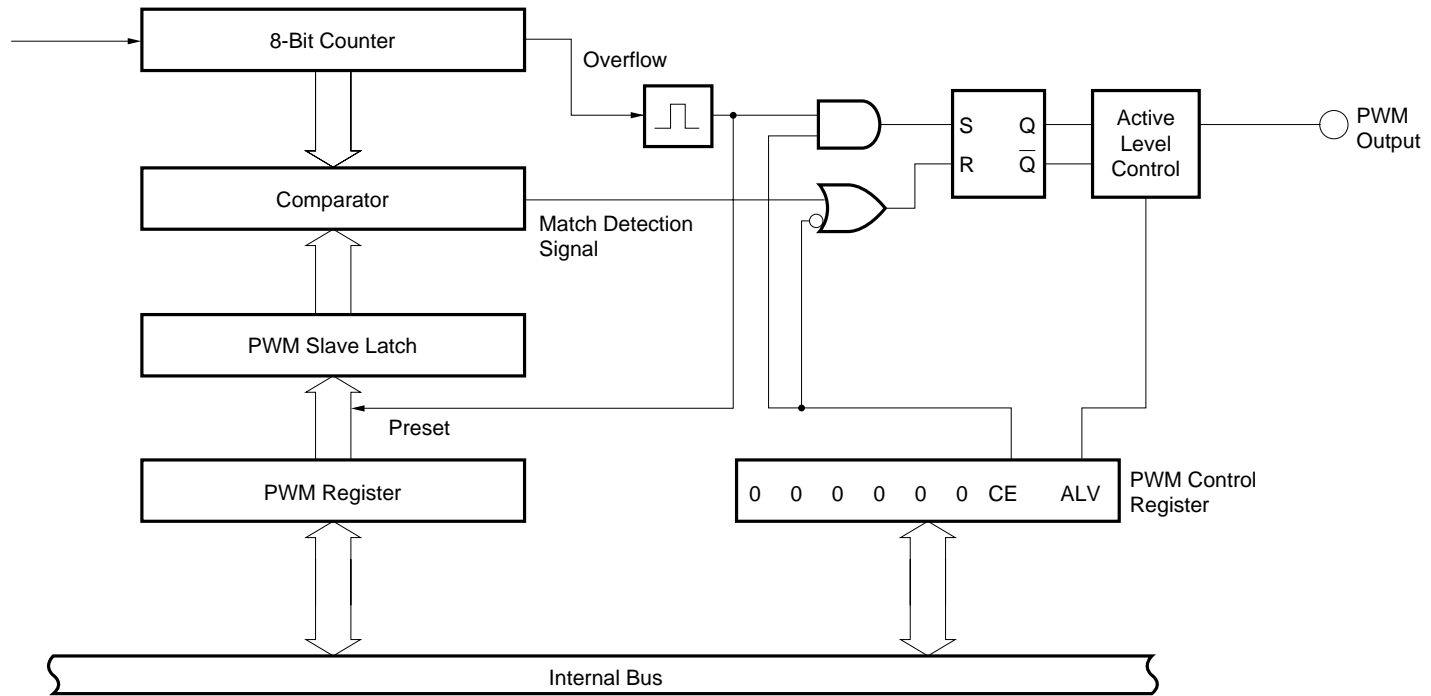 8-Bit Counter
Overflow
S Q
R Q̅
Active
Level
Control
PWM
Output
Comparator
Match Detection
Signal
PWM Slave Latch
Preset
PWM Register
0 0 0 0 0 0 CE ALV
PWM Control
Register
Internal Bus